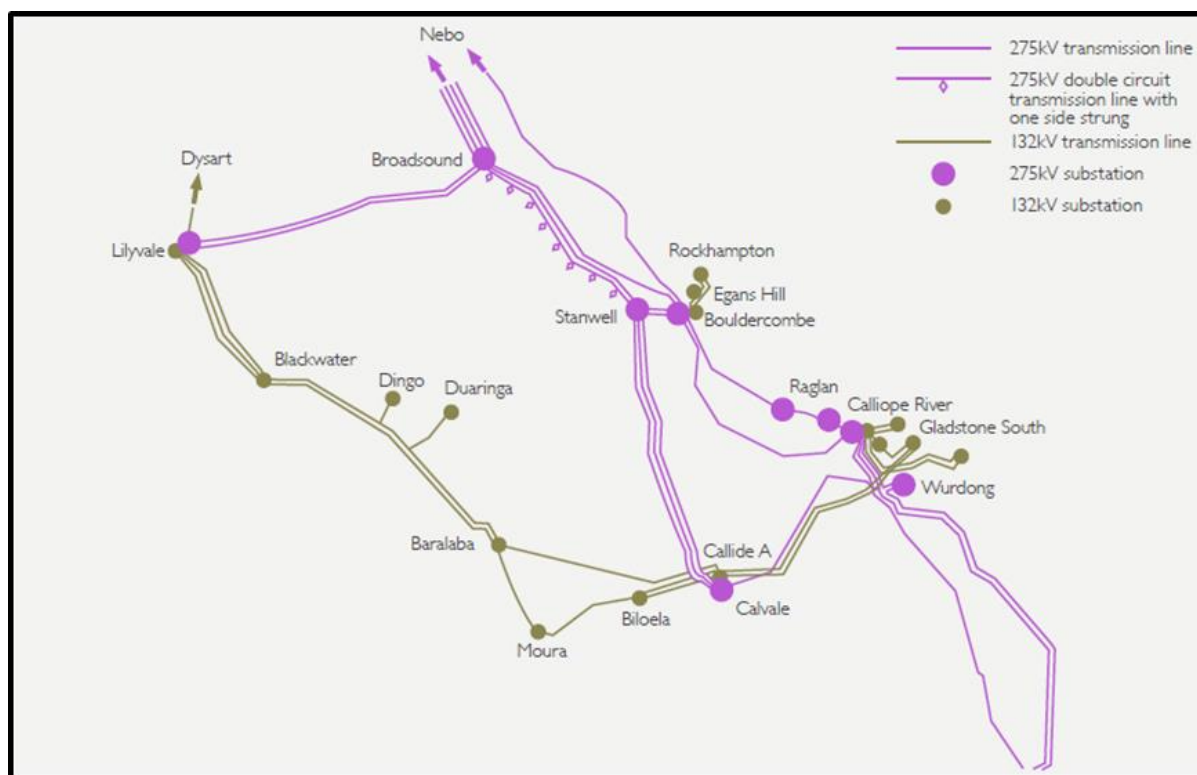 Nebo
275kV transmission line
275kV double circuit
transmission line with
one side strung
132kV transmission line
275kV substation
132kV substation
Dysart
Broadsound
Lilyvale
Rockhampton
Egans Hill
Stanwell
Bouldercombe
Blackwater
Dingo
Duaringa
Raglan
Calliope River
Gladstone South
Wurdong
Baralaba
Callide A
Biloela
Calvale
Moura